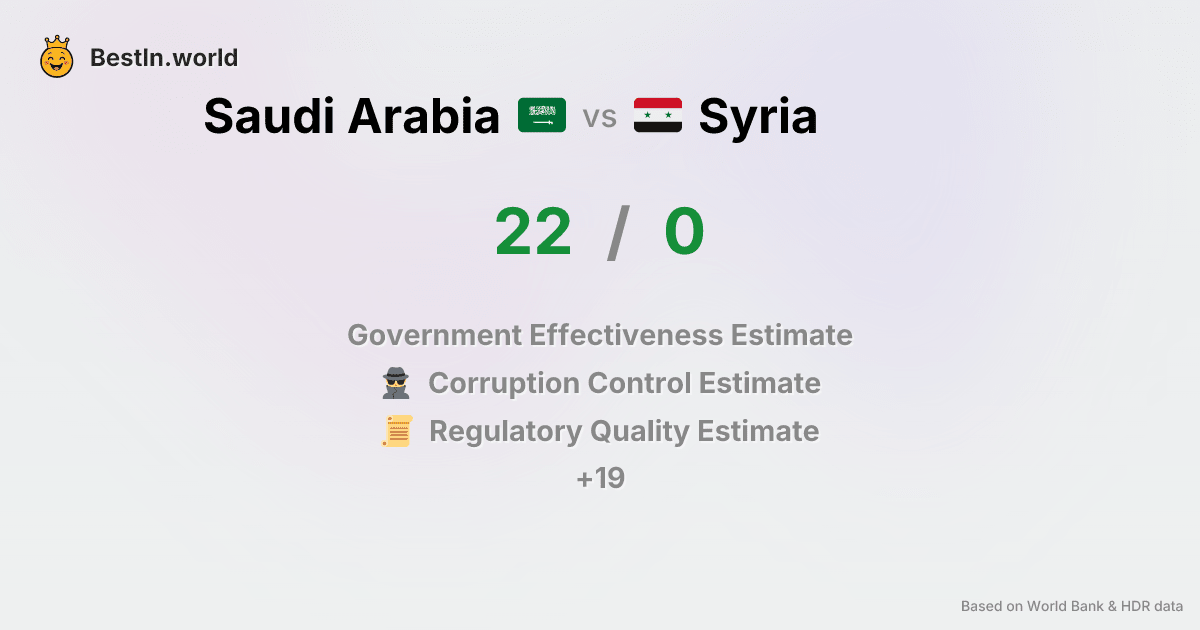 BestIn.world
Saudi Arabia vs Syria
22 / 0
Government Effectiveness Estimate
Corruption Control Estimate
Regulatory Quality Estimate
+19
Based on World Bank & HDR data